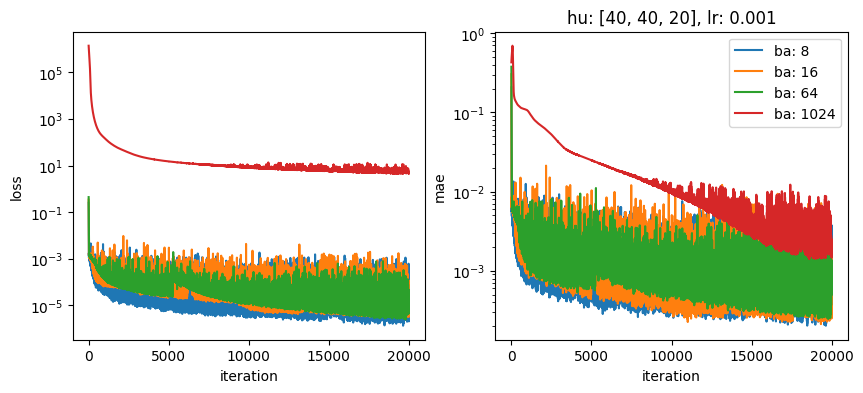 hu: [40, 40, 20], lr: 0.001
loss
10^5
10^3
10^1
10^-1
10^-3
10^-5
0
5000
10000
15000
20000
iteration
mae
10^0
10^-1
10^-2
10^-3
0
5000
10000
15000
20000
iteration
ba: 8
ba: 16
ba: 64
ba: 1024